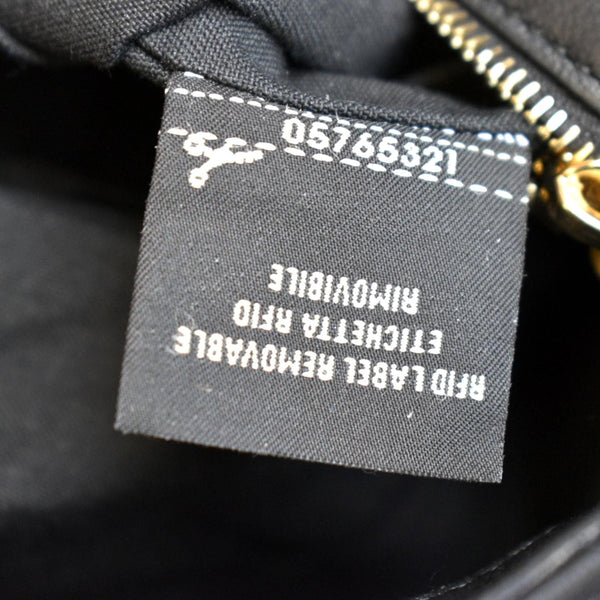 05765321
RFID LABEL REMOVABLE
ETICHETTA RFID
RIMOVIBILE